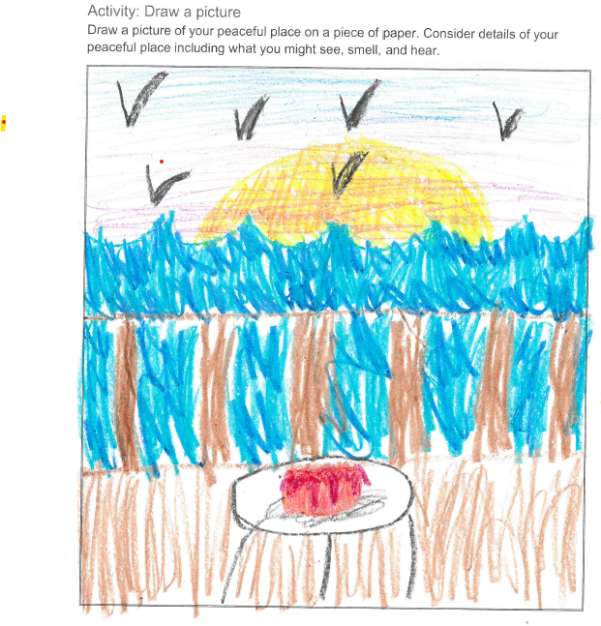 Activity: Draw a picture
Draw a picture of your peaceful place on a piece of paper. Consider details of your
peaceful place including what you might see, smell, and hear.